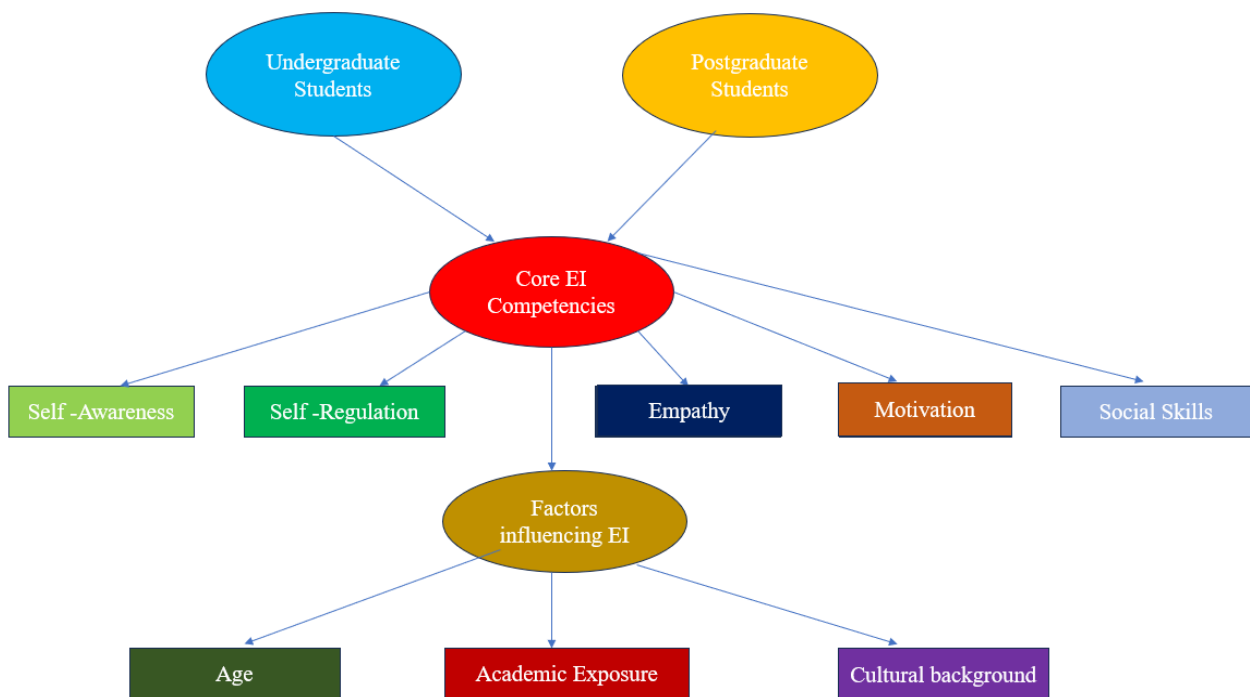 Undergraduate
Students
Postgraduate
Students
Core EI
Competencies
Self -Awareness
Self -Regulation
Empathy
Motivation
Social Skills
Factors
influencing EI
Age
Academic Exposure
Cultural background